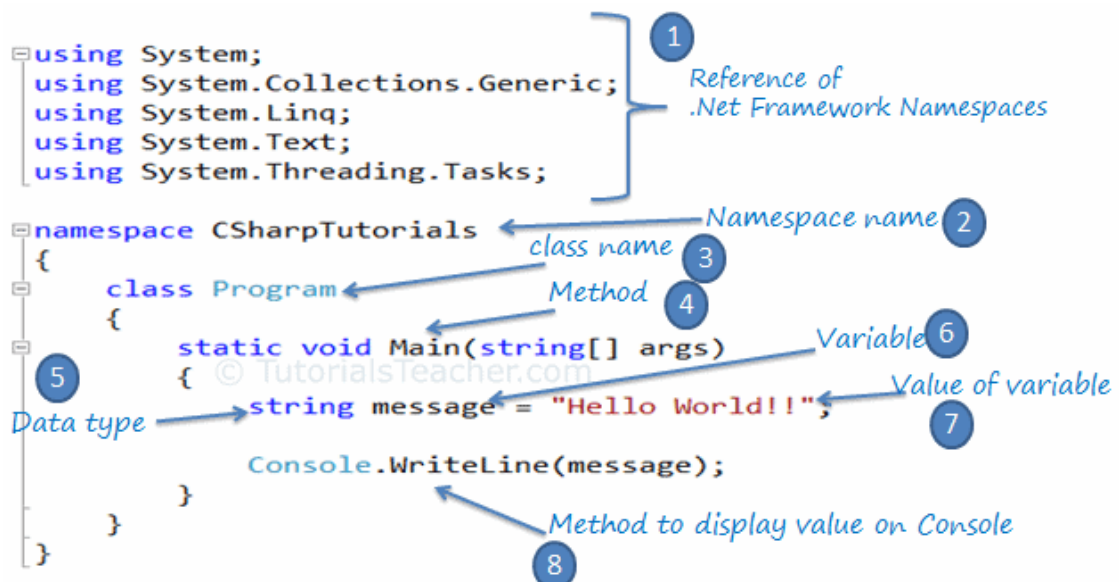 1
using System;
Reference of
using System.Collections.Generic;
.Net Framework Namespaces
using System.Linq;
using System.Text;
using System.Threading.Tasks;
Namespace name 2
namespace CSharpTutorials
class name 3
{
Method 4
class Program
{
Variable 6
static void Main(string[] args)
5
{ © TutorialsTeacher.com
Value of variable
7
Data type
string message = "Hello World!!";
Console.WriteLine(message);
}
Method to display value on Console
8
}
}